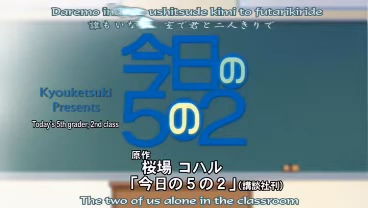 Daremo in ushitsude kimi to futarikiride
誰もいな 室で君と二人きりで
今日の
5の2
Kyouketsuki
Presents
Today's 5th grader, 2nd class
原作
桜場 コハル
「今日の５の２」(講談社刊)
The two of us alone in the classroom